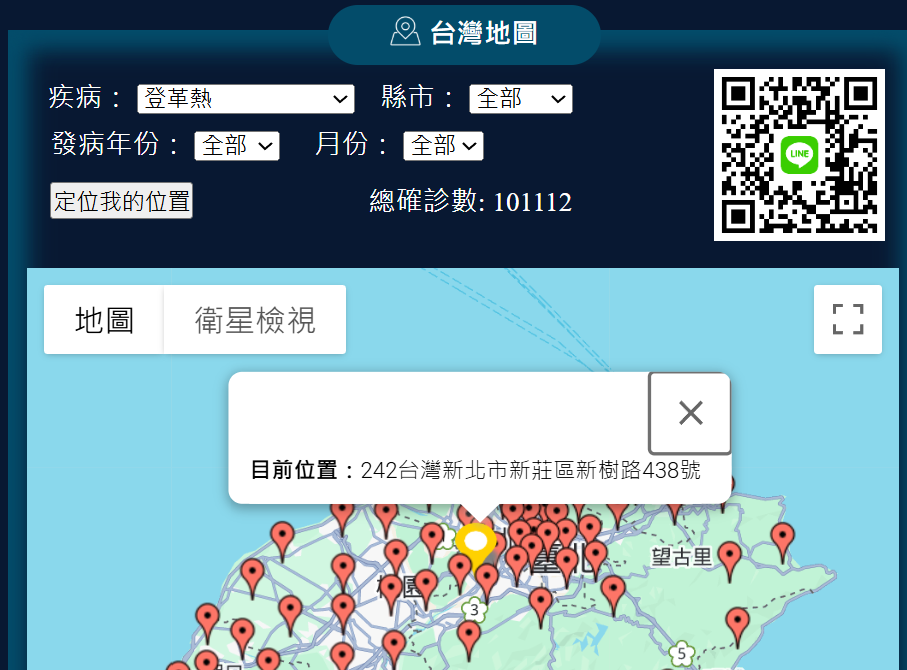 台灣地圖
疾病： 登革熱 縣市： 全部
發病年份： 全部 月份： 全部
定位我的位置 總確診數: 101112
LINE
地圖 衛星檢視
目前位置：242台灣新北市新莊區新樹路438號
望古里
3
5